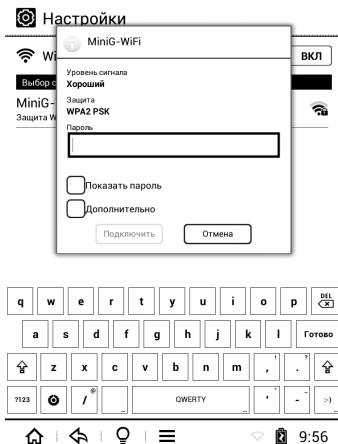 Настройки
MiniG-WiFi
Wi
ВКЛ
Уровень сигнала
Хороший
Выбор с
Защита
WPA2 PSK
MiniG-
Защита W
Пароль
Показать пароль
Дополнительно
Подключить Отмена
q w e r t y u i o p DEL
a s d f g h j k l Готово
z x c v b n m , ! . ?
?123 / @ ... QWERTY ... ' " - _ :-) ...
9:56